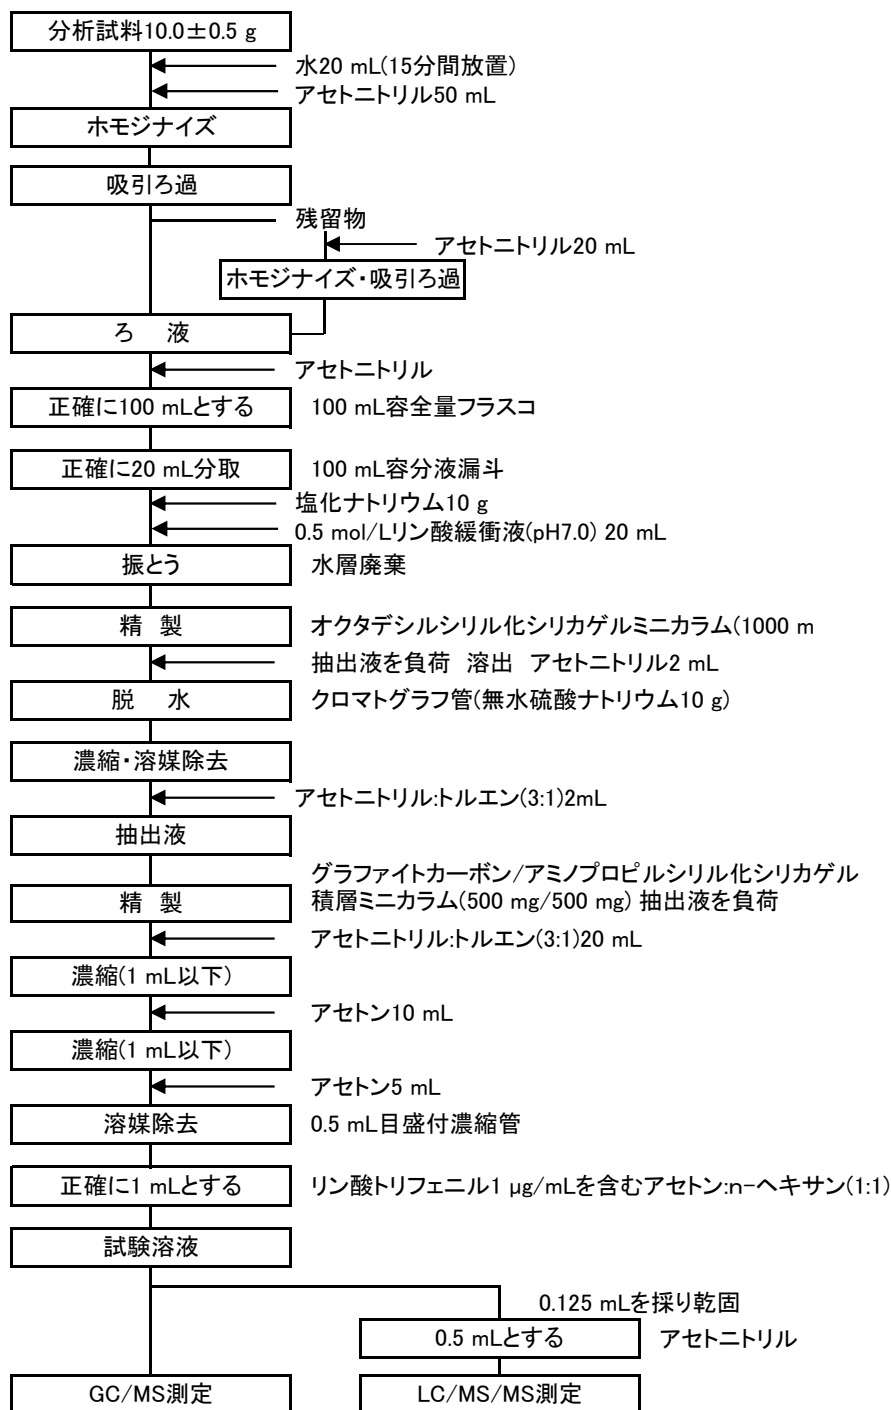 分析試料10.0±0.5 g
水20 mL(15分間放置)
アセトニトリル50 mL
ホモジナイズ
吸引ろ過
残留物
アセトニトリル20 mL
ホモジナイズ・吸引ろ過
ろ　液
アセトニトリル
正確に100 mLとする　100 mL容全量フラスコ
正確に20 mL分取　100 mL容分液漏斗
塩化ナトリウム10 g
0.5 mol/Lリン酸緩衝液(pH7.0) 20 mL
振とう　水層廃棄
精 製　オクタデシルシリル化シリカゲルミニカラム(1000 m
抽出液を負荷　溶出　アセトニトリル2 mL
脱　水　クロマトグラフ管(無水硫酸ナトリウム10 g)
濃縮・溶媒除去
アセトニトリル:トルエン(3:1)2mL
抽出液
グラファイトカーボン/アミノプロピルシリル化シリカゲル
精 製　積層ミニカラム(500 mg/500 mg) 抽出液を負荷
アセトニトリル:トルエン(3:1)20 mL
濃縮(1 mL以下)
アセトン10 mL
濃縮(1 mL以下)
アセトン5 mL
溶媒除去　0.5 mL目盛付濃縮管
正確に1 mLとする　リン酸トリフェニル1 µg/mLを含むアセトン:n-ヘキサン(1:1)
試験溶液
0.125 mLを採り乾固
0.5 mLとする　アセトニトリル
GC/MS測定　LC/MS/MS測定